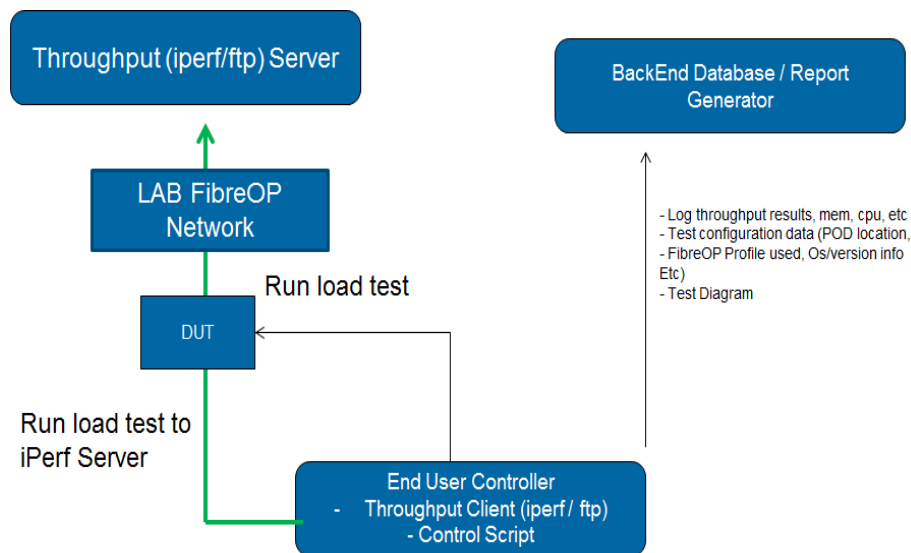 Throughput (iperf/ftp) Server
BackEnd Database / Report
Generator
LAB FibreOP
Network
- Log throughput results, mem, cpu, etc
- Test configuration data (POD location,
- FibreOP Profile used, Os/version info
Etc)
- Test Diagram
Run load test
DUT
Run load test to
iPerf Server
End User Controller
- Throughput Client (iperf / ftp)
- Control Script